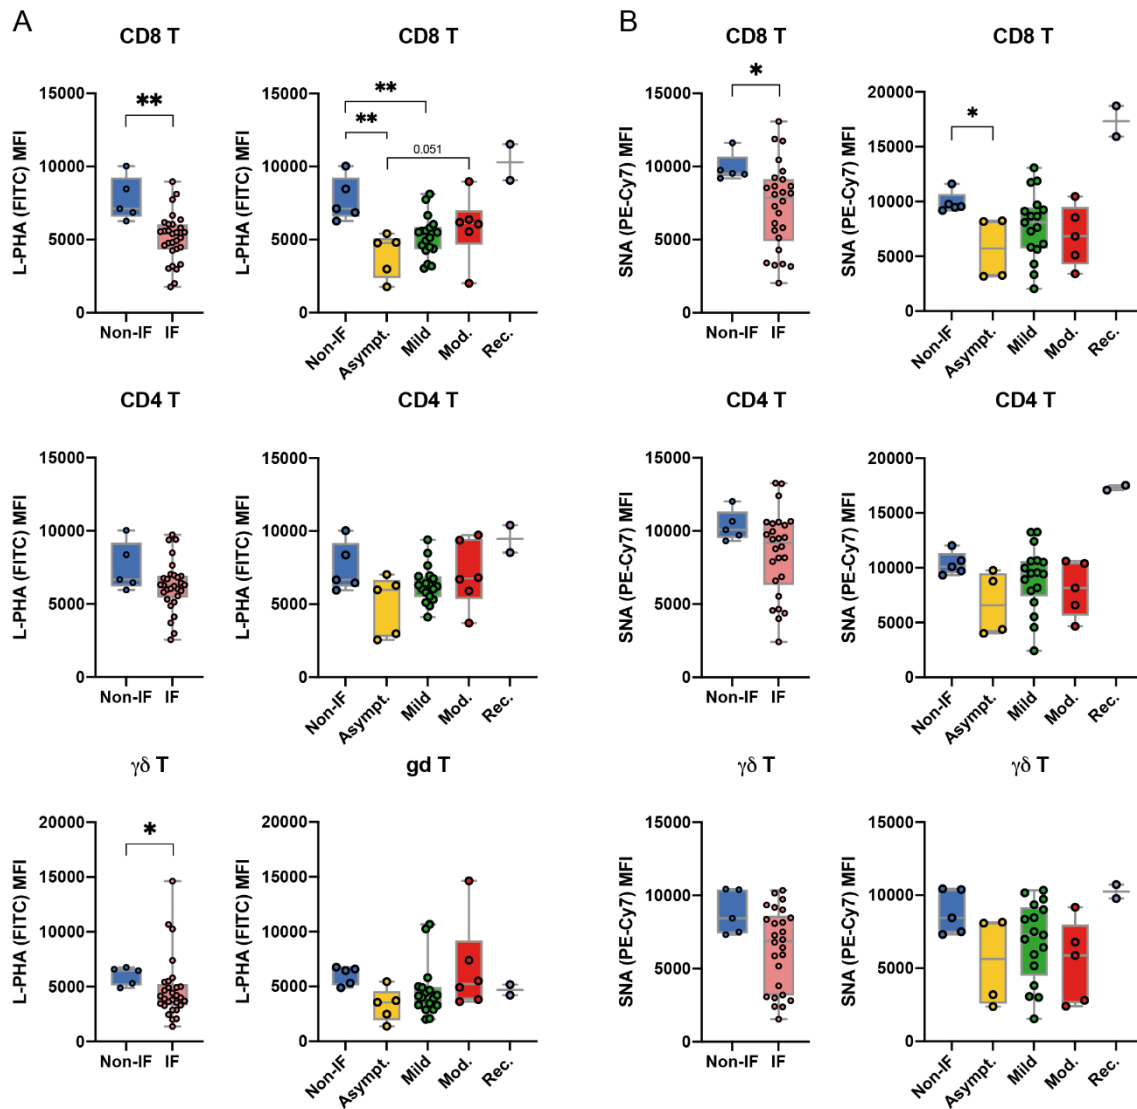 A
B
CD8 T
CD8 T
CD8 T
CD8 T
L-PHA (FITC) MFI
15000
10000
5000
0
**
Non-IF
IF
L-PHA (FITC) MFI
15000
10000
5000
0
**
**
0.051
Non-IF
Asympt.
Mild
Mod.
Rec.
SNA (PE-Cy7) MFI
15000
10000
5000
0
*
Non-IF
IF
SNA (PE-Cy7) MFI
20000
15000
10000
5000
0
*
Non-IF
Asympt.
Mild
Mod.
Rec.
CD4 T
CD4 T
CD4 T
CD4 T
L-PHA (FITC) MFI
15000
10000
5000
0
Non-IF
IF
L-PHA (FITC) MFI
15000
10000
5000
0
Non-IF
Asympt.
Mild
Mod.
Rec.
SNA (PE-Cy7) MFI
15000
10000
5000
0
Non-IF
IF
SNA (PE-Cy7) MFI
20000
15000
10000
5000
0
Non-IF
Asympt.
Mild
Mod.
Rec.
γδ T
gd T
γδ T
γδ T
L-PHA (FITC) MFI
20000
15000
10000
5000
0
*
Non-IF
IF
L-PHA (FITC) MFI
20000
15000
10000
5000
0
Non-IF
Asympt.
Mild
Mod.
Rec.
SNA (PE-Cy7) MFI
15000
10000
5000
0
Non-IF
IF
SNA (PE-Cy7) MFI
15000
10000
5000
0
Non-IF
Asympt.
Mild
Mod.
Rec.